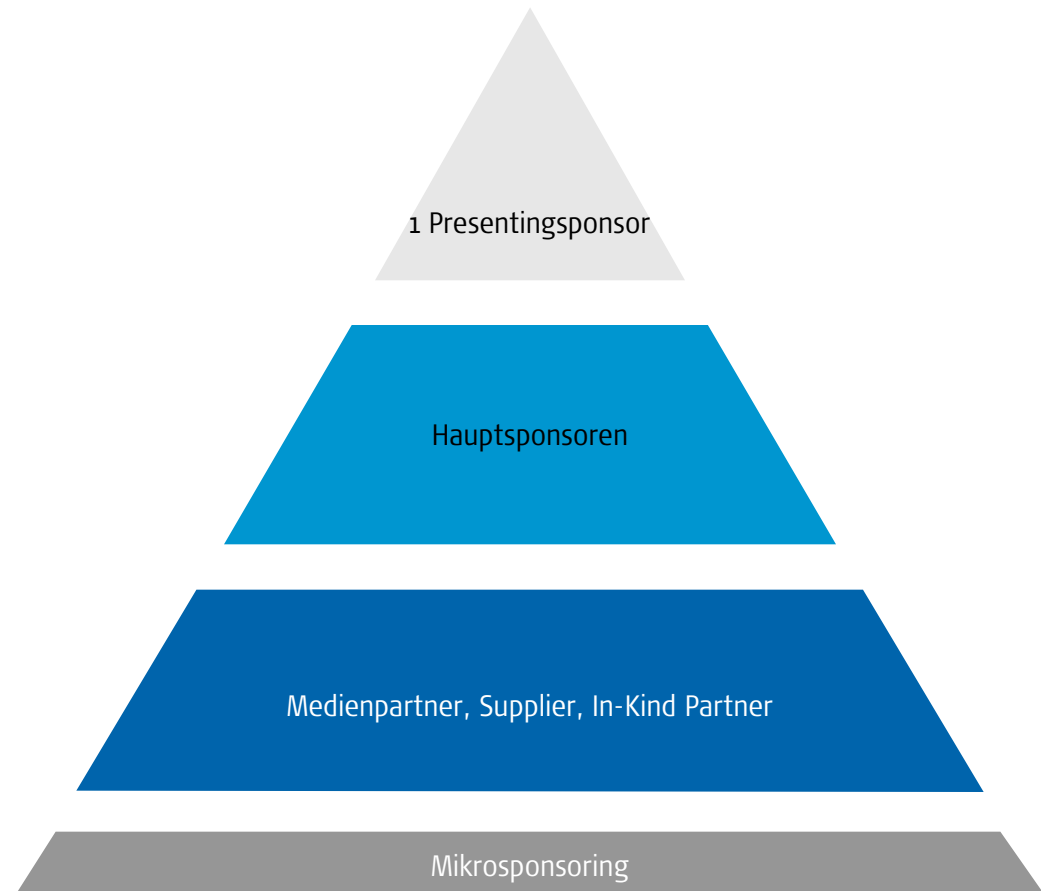 1 Presentingsponsor
Hauptsponsoren
Medienpartner, Supplier, In-Kind Partner
Mikrosponsoring